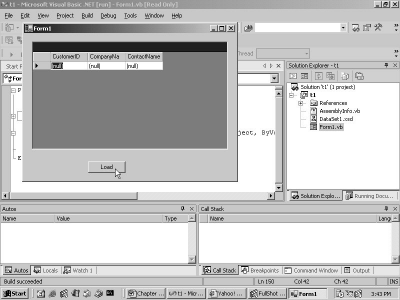 t1 - Microsoft Visual Basic .NET [run] - Form1.vb [Read Only]
File Edit View Project Build Debug Tools Window Help
Form1
CustomerID CompanyNa ContactName
(null) (null) (null)
Load
Thread
Start P
Solution Explorer - t1
Solution 't1' (1 project)
t1
References
AssemblyInfo.vb
DataSet1.xsd
Form1.vb
ject, ByV
Solution Explo... Running Docu...
Autos
Name Value Type
Call Stack
Name Lang
Autos Locals Watch 1
Call Stack Breakpoints Command Window Output
Build succeeded Ln 150 Col 42 Ch 42 INS
Start Chapter ... t1 - Micr... Yahoo! ... FullShot ... Form1 3:43 PM